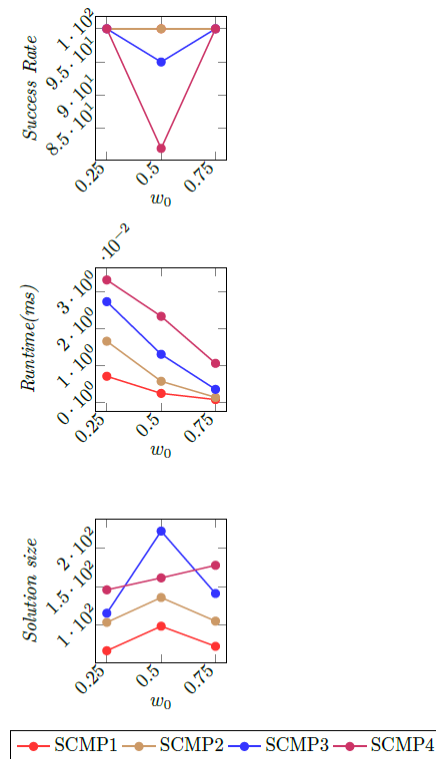 Success Rate
1 · 10²
9.5 · 10¹
9 · 10¹
8.5 · 10¹
0.25
0.5
0.75
w₀
·10⁻²
Runtime(ms)
3 · 10⁰
2 · 10⁰
1 · 10⁰
0 · 10⁰
0.25
0.5
0.75
w₀
Solution size
2 · 10²
1.5 · 10²
1 · 10²
0.25
0.5
0.75
w₀
SCMP1 SCMP2 SCMP3 SCMP4